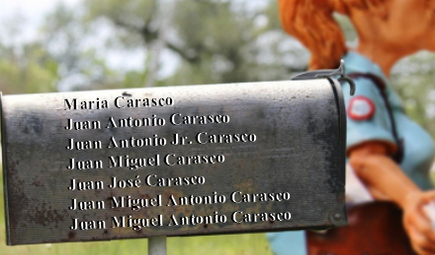 Maria Carasco
Juan Antonio Carasco
Juan Antonio Jr. Carasco
Juan Miguel Carasco
Juan José Carasco
Juan Miguel Antonio Carasco
Juan Miguel Antonio Carasco